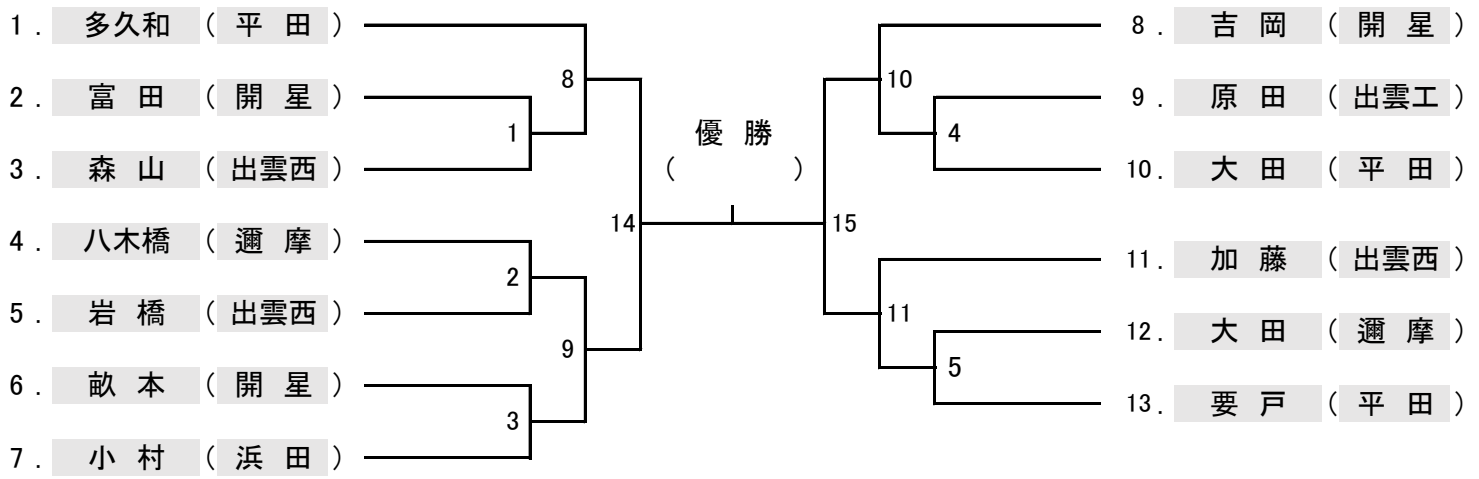 1. 多久和 (平田)
2. 富田 (開星)
3. 森山 (出雲西)
4. 八木橋 (邇摩)
5. 岩橋 (出雲西)
6. 畝本 (開星)
7. 小村 (浜田)
8
1
2
9
3
14
優勝
( )
15
10
4
11
5
8. 吉岡 (開星)
9. 原田 (出雲工)
10. 大田 (平田)
11. 加藤 (出雲西)
12. 大田 (邇摩)
13. 要戸 (平田)